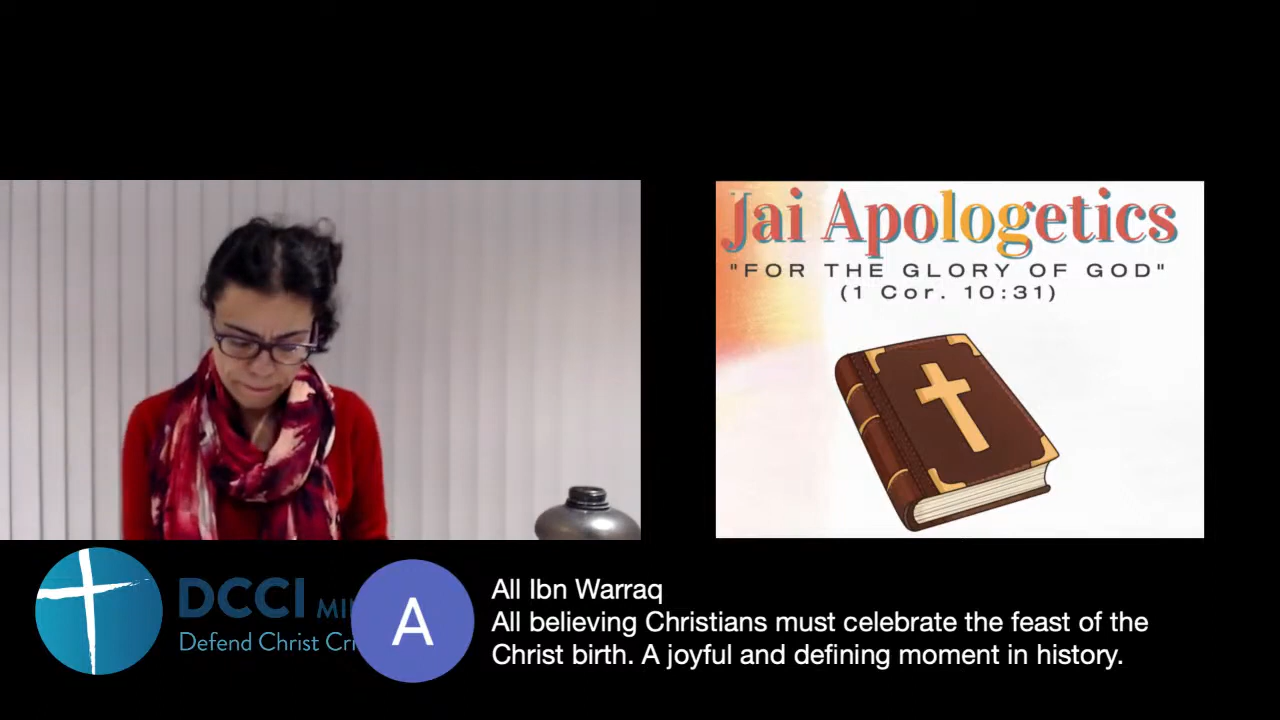 Jai Apologetics
"FOR THE GLORY OF GOD"
(1 Cor. 10:31)
DCCI
Defend Christ
A
All Ibn Warraq
All believing Christians must celebrate the feast of the
Christ birth. A joyful and defining moment in history.